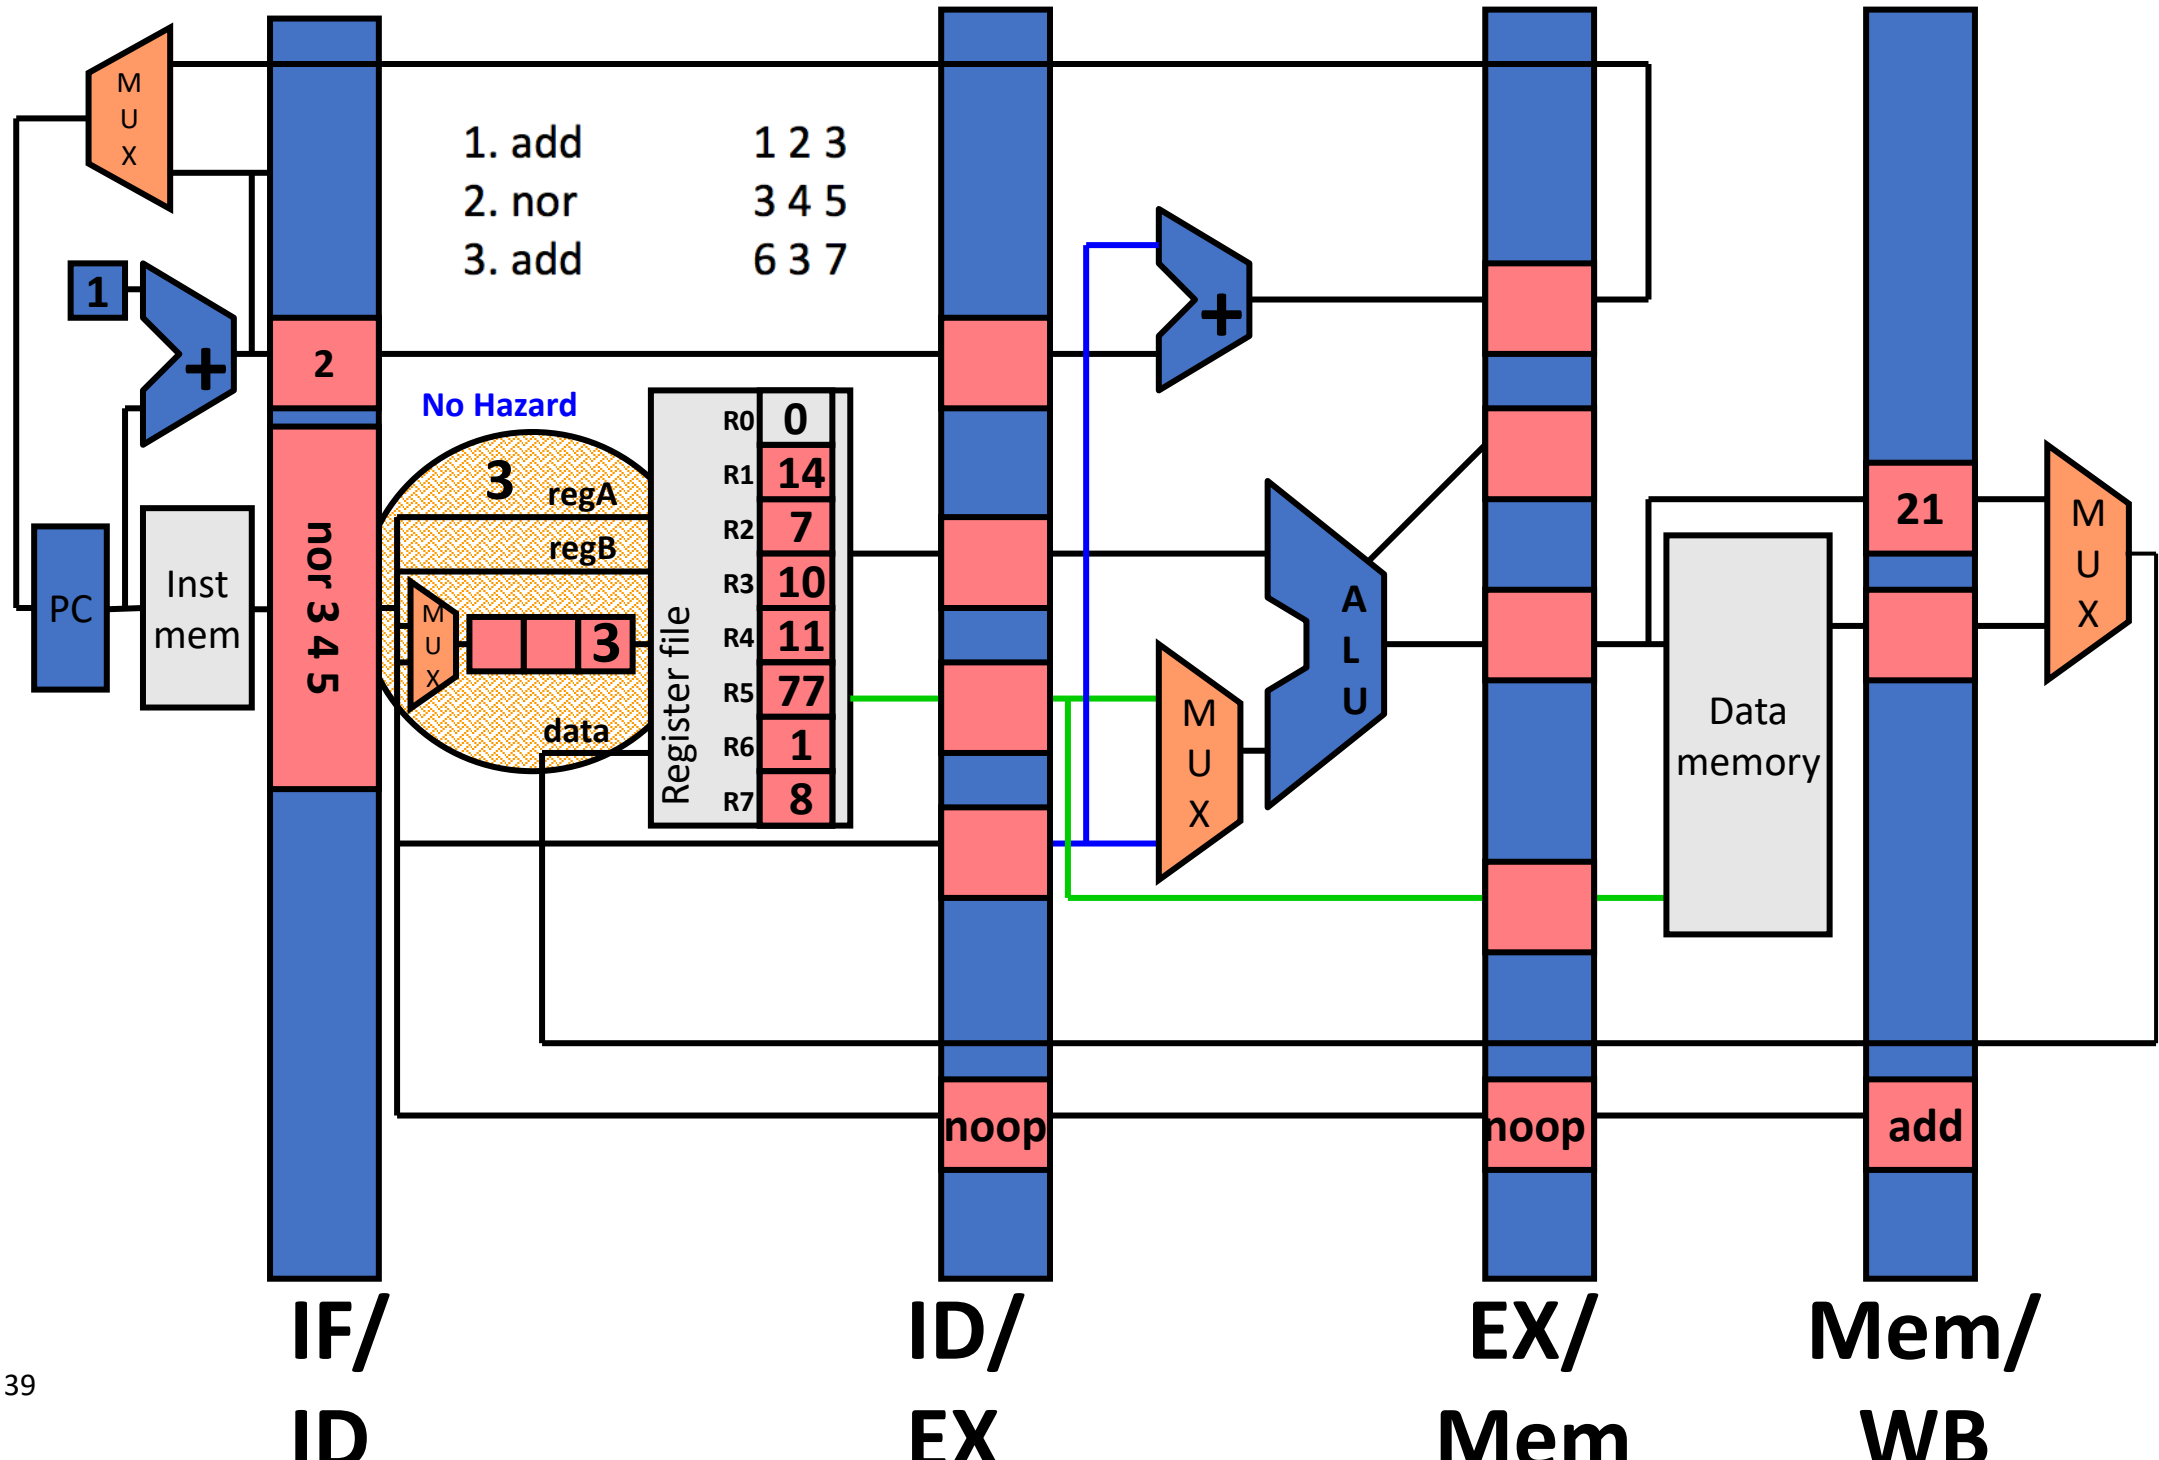 M
U
X
1. add 1 2 3
2. nor 3 4 5
3. add 6 3 7
1
+
+
2
No Hazard
R0 0
R1 14
R2 7
R3 10
R4 11
R5 77
R6 1
R7 8
3
regA
regB
M
U
X
3
data
Register file
PC
Inst
mem
nor 3 4 5
M
U
X
A
L
U
Data
memory
21
M
U
X
noop
noop
add
IF/
ID
ID/
EX
EX/
Mem
Mem/
WB
39